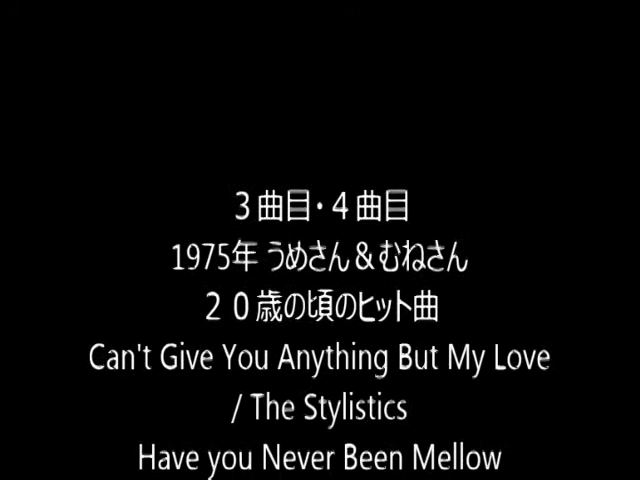 ３曲目・４曲目
1975年 うめさん＆むねさん
２０歳の頃のヒット曲
Can't Give You Anything But My Love
/ The Stylistics
Have you Never Been Mellow